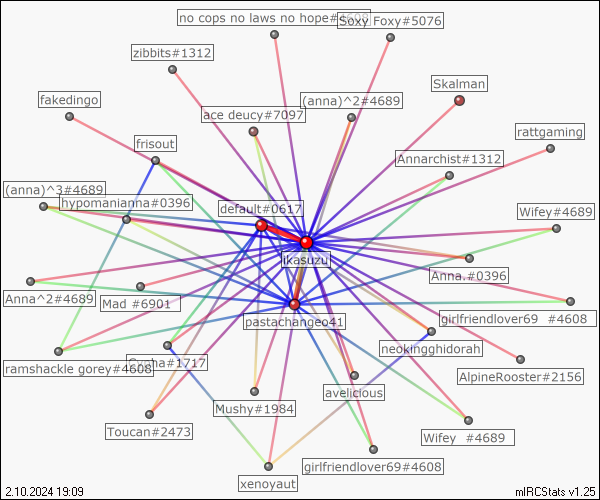 no cops no laws no hope#4608
Soxy Foxy#5076
zibbits#1312
Skalman
fakedingo
(anna)^2#4689
ace deucy#7097
rattgaming
frisout
Annarchist#1312
(anna)^3#4689
hypomanianna#0396
default#0617
Wifey#4689
ikasuzu
Anna.#0396
Anna^2#4689
Mad #6901
girlfriendlover69 #4608
pastachangeo41
neokingghidorah
ramshackle gorey#4608
#1717
AlpineRooster#2156
avelicious
Mushy#1984
Toucan#2473
Wifey #4689
girlfriendlover69#4608
xenoyaut
2.10.2024 19:09
mIRCStats v1.25